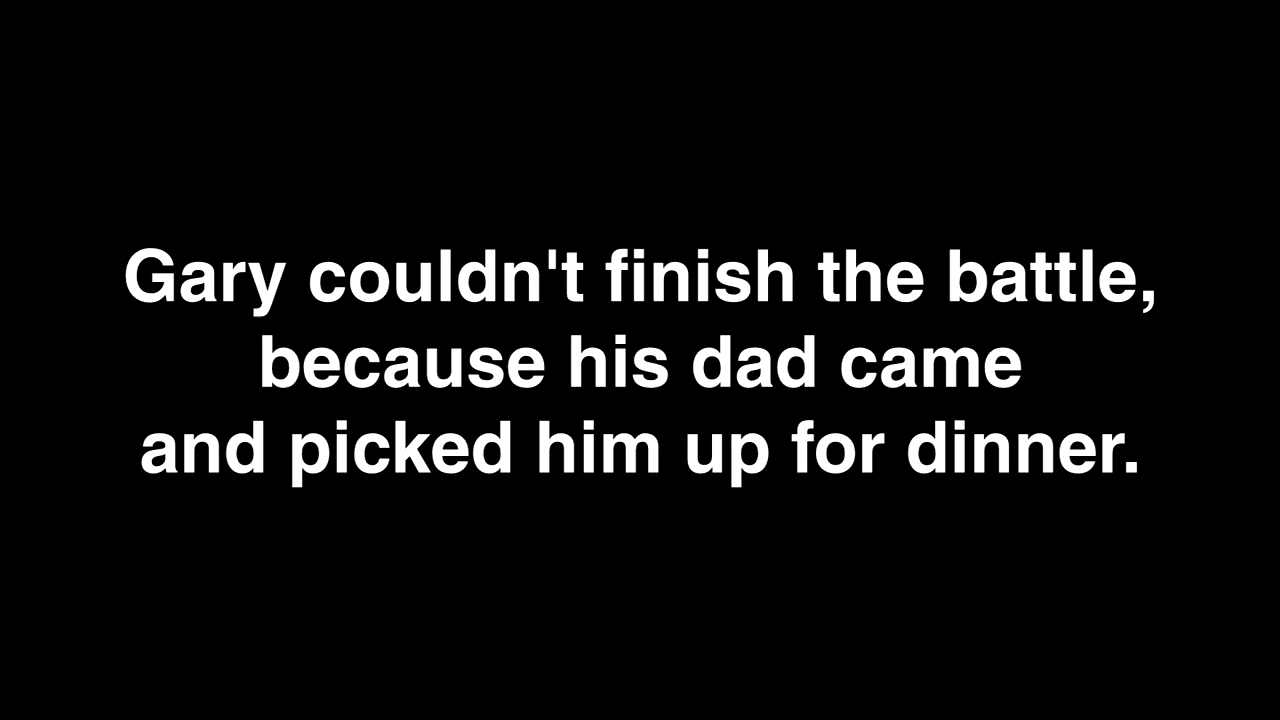 Gary couldn't finish the battle,
because his dad came
and picked him up for dinner.